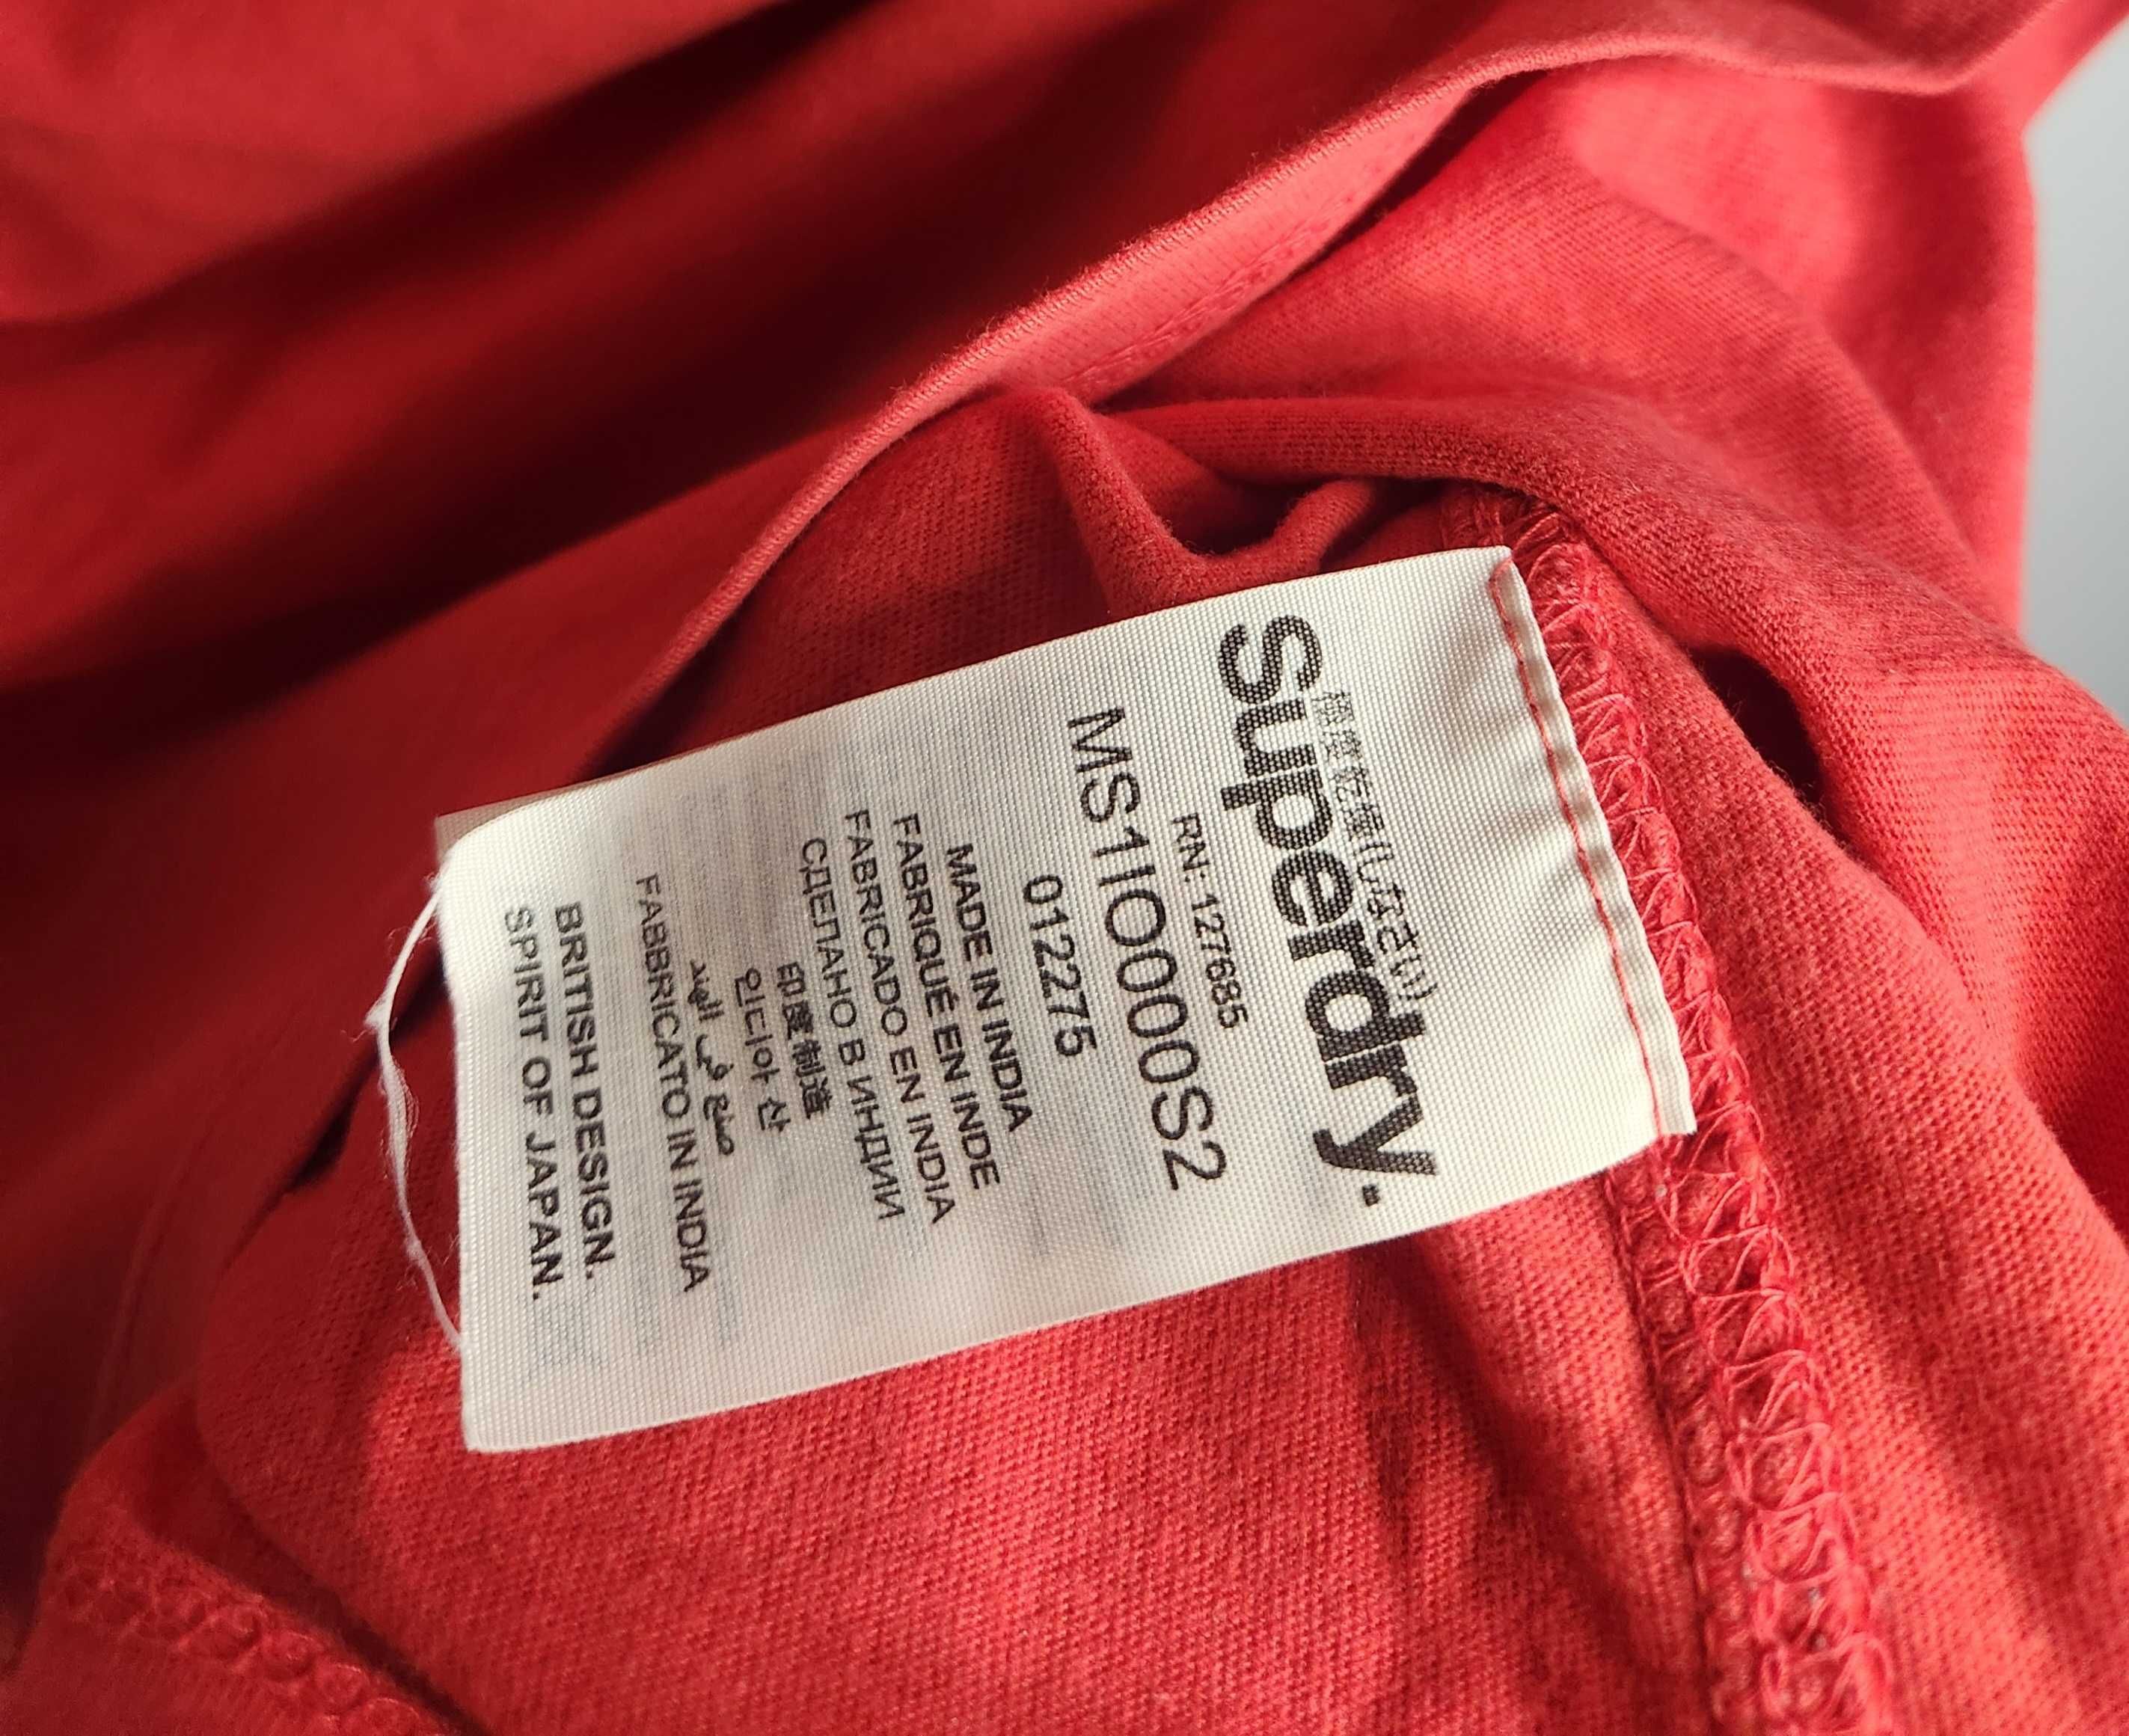 Superdry.
極度乾燥(しなさい)
RN: 127685
MS1IO000S2
012275
MADE IN INDIA
FABRIQUÉ EN INDE
FABRICADO EN INDIA
СДЕЛАНО В ИНДИИ
印度制造
인디아 산
صنع في الهند
FABBRICATO IN INDIA
BRITISH DESIGN.
SPIRIT OF JAPAN.